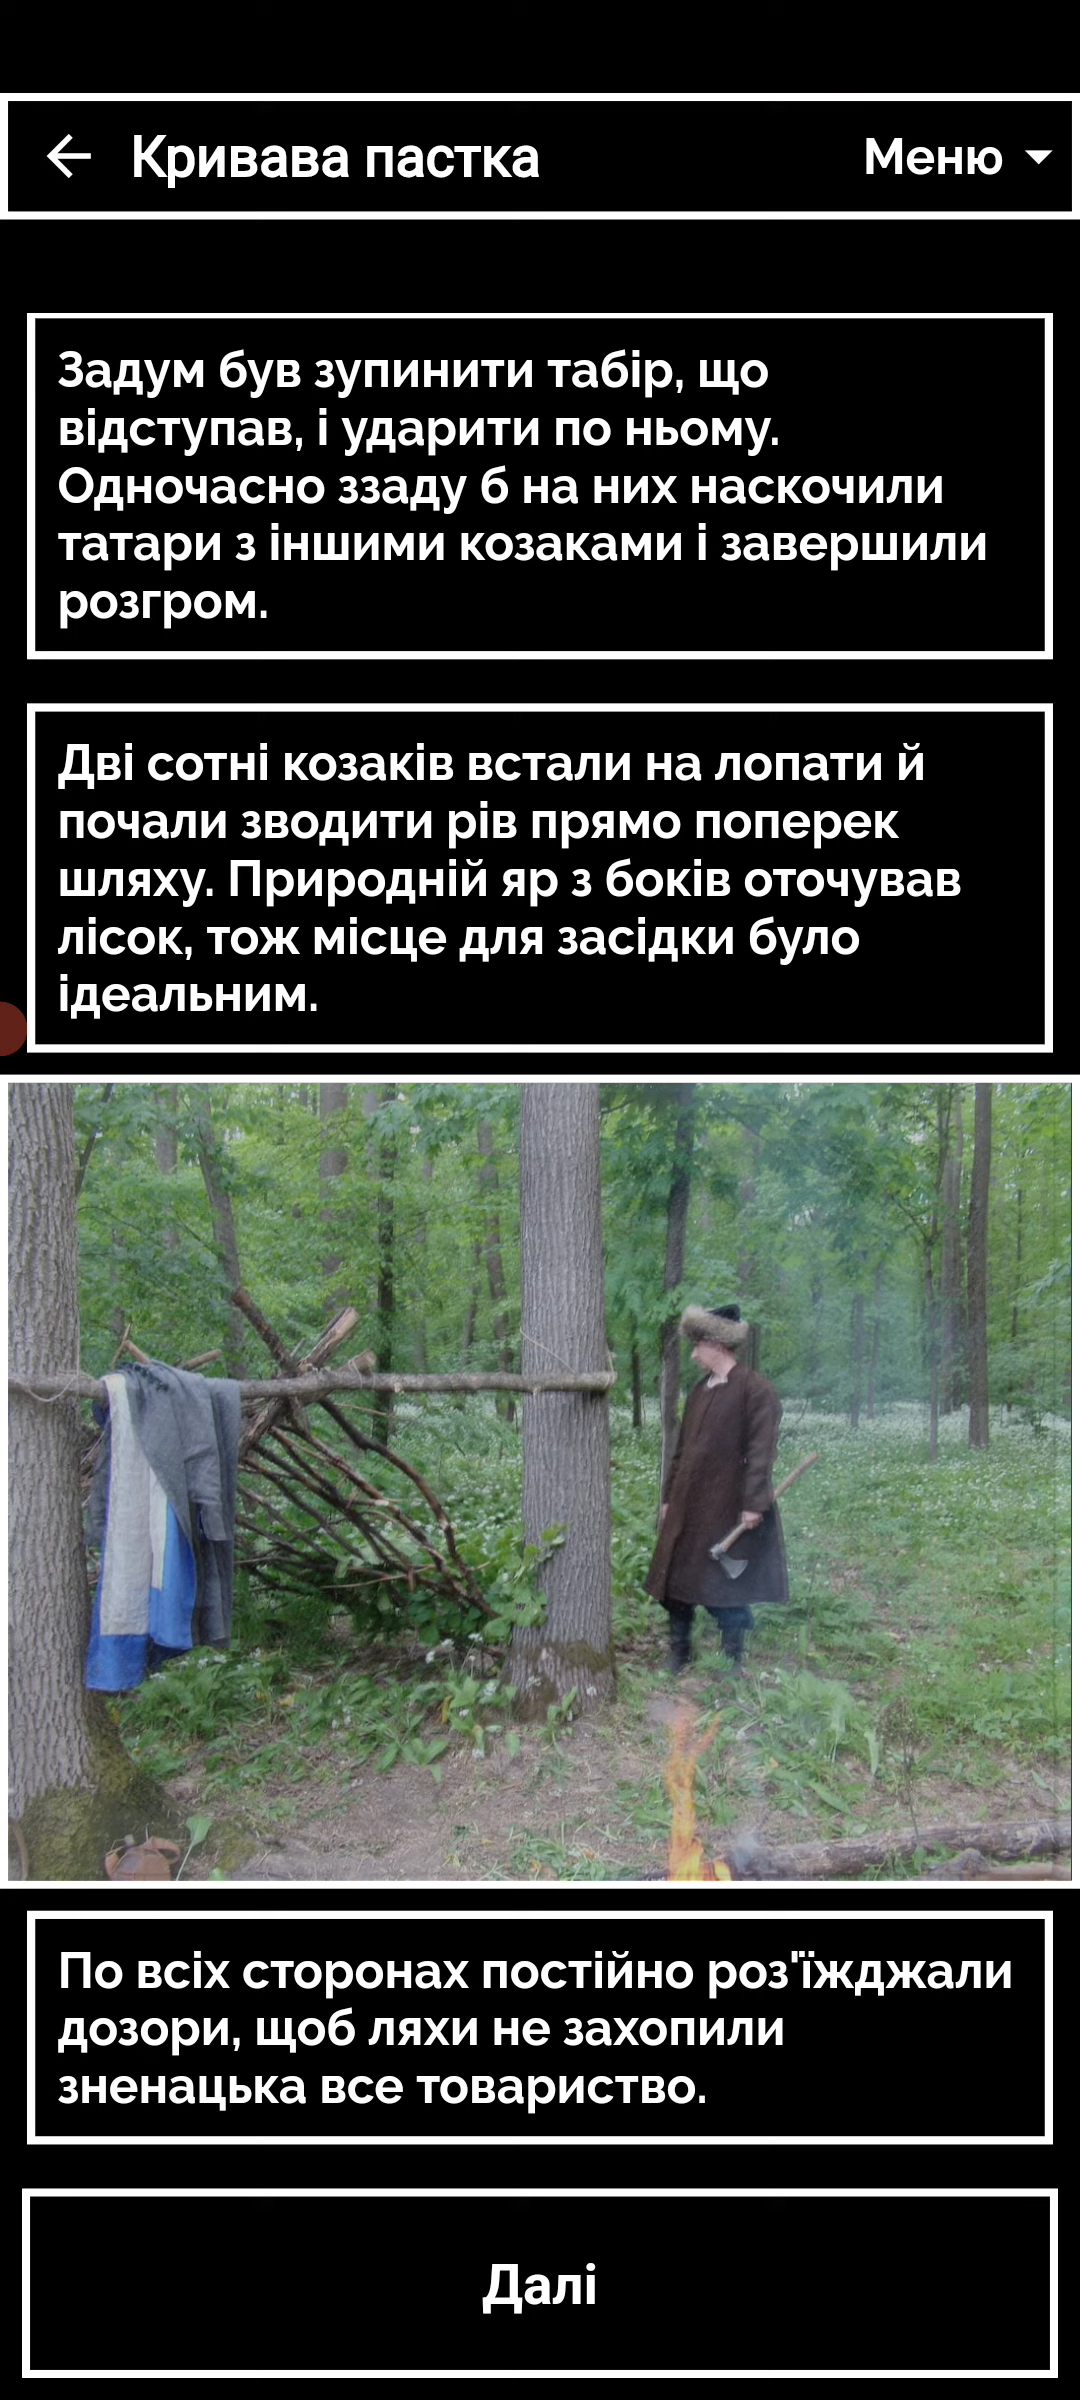 Кривава пастка
Меню
Задум був зупинити табір, що
відступав, і ударити по ньому.
Одночасно ззаду б на них наскочили
татари з іншими козаками і завершили
розгром.
Дві сотні козаків встали на лопати й
почали зводити рів прямо поперек
шляху. Природній яр з боків оточував
лісок, тож місце для засідки було
ідеальним.
По всіх сторонах постійно роз'їжджали
дозори, щоб ляхи не захопили
зненацька все товариство.
Далі